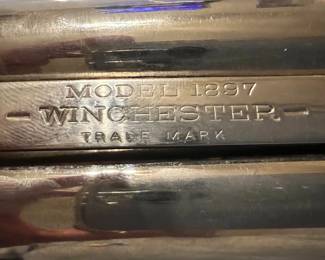 MODEL 1897
- WINCHESTER -
TRADE MARK